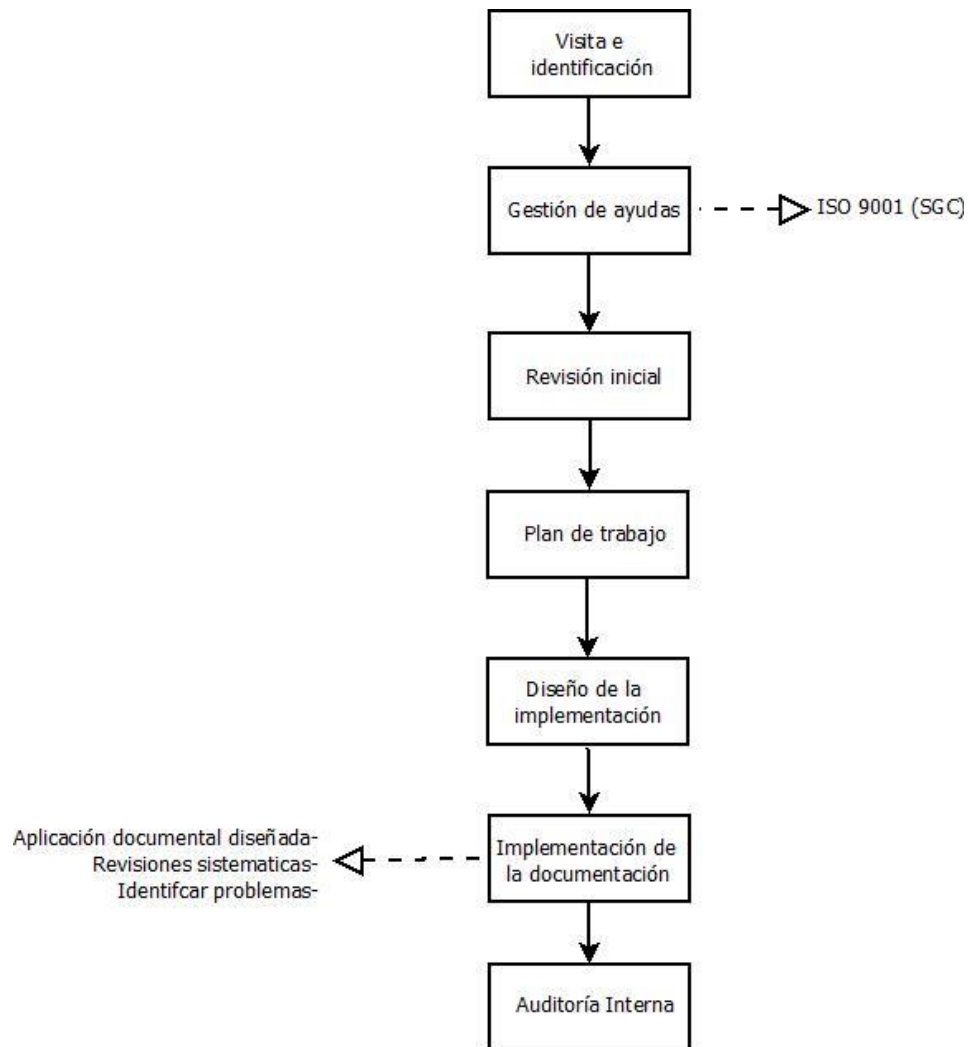 Visita e
identificación
Gestión de ayudas
ISO 9001 (SGC)
Revisión inicial
Plan de trabajo
Diseño de la
implementación
Aplicación documental diseñada-
Revisiones sistematicas-
Identifcar problemas-
Implementación de
la documentación
Auditoría Interna